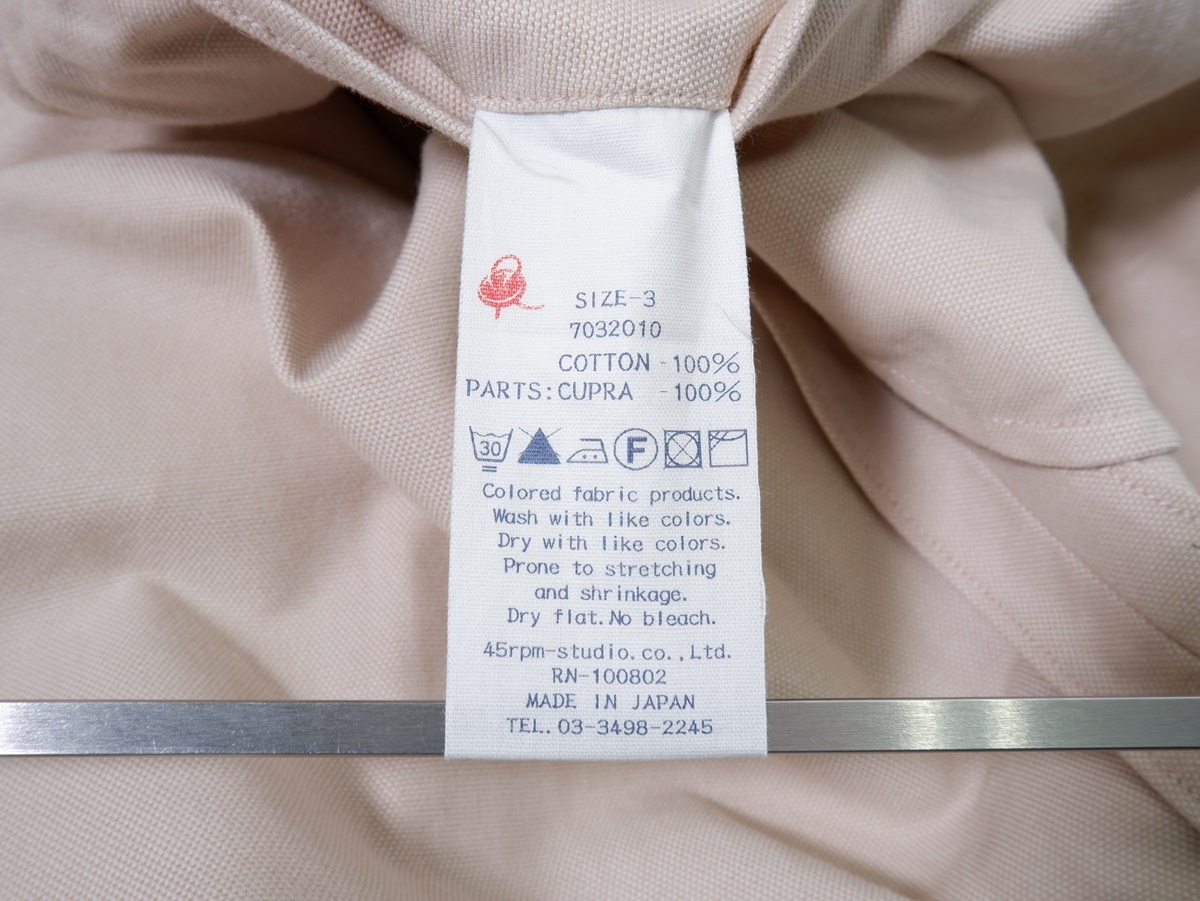 SIZE-3
7032010
COTTON -100%
PARTS:CUPRA -100%
30 F
Colored fabric products.
Wash with like colors.
Dry with like colors.
Prone to stretching
and shrinkage.
Dry flat.No bleach.
45rpm-studio.co.,Ltd.
RN-100802
MADE IN JAPAN
TEL.03-3498-2245